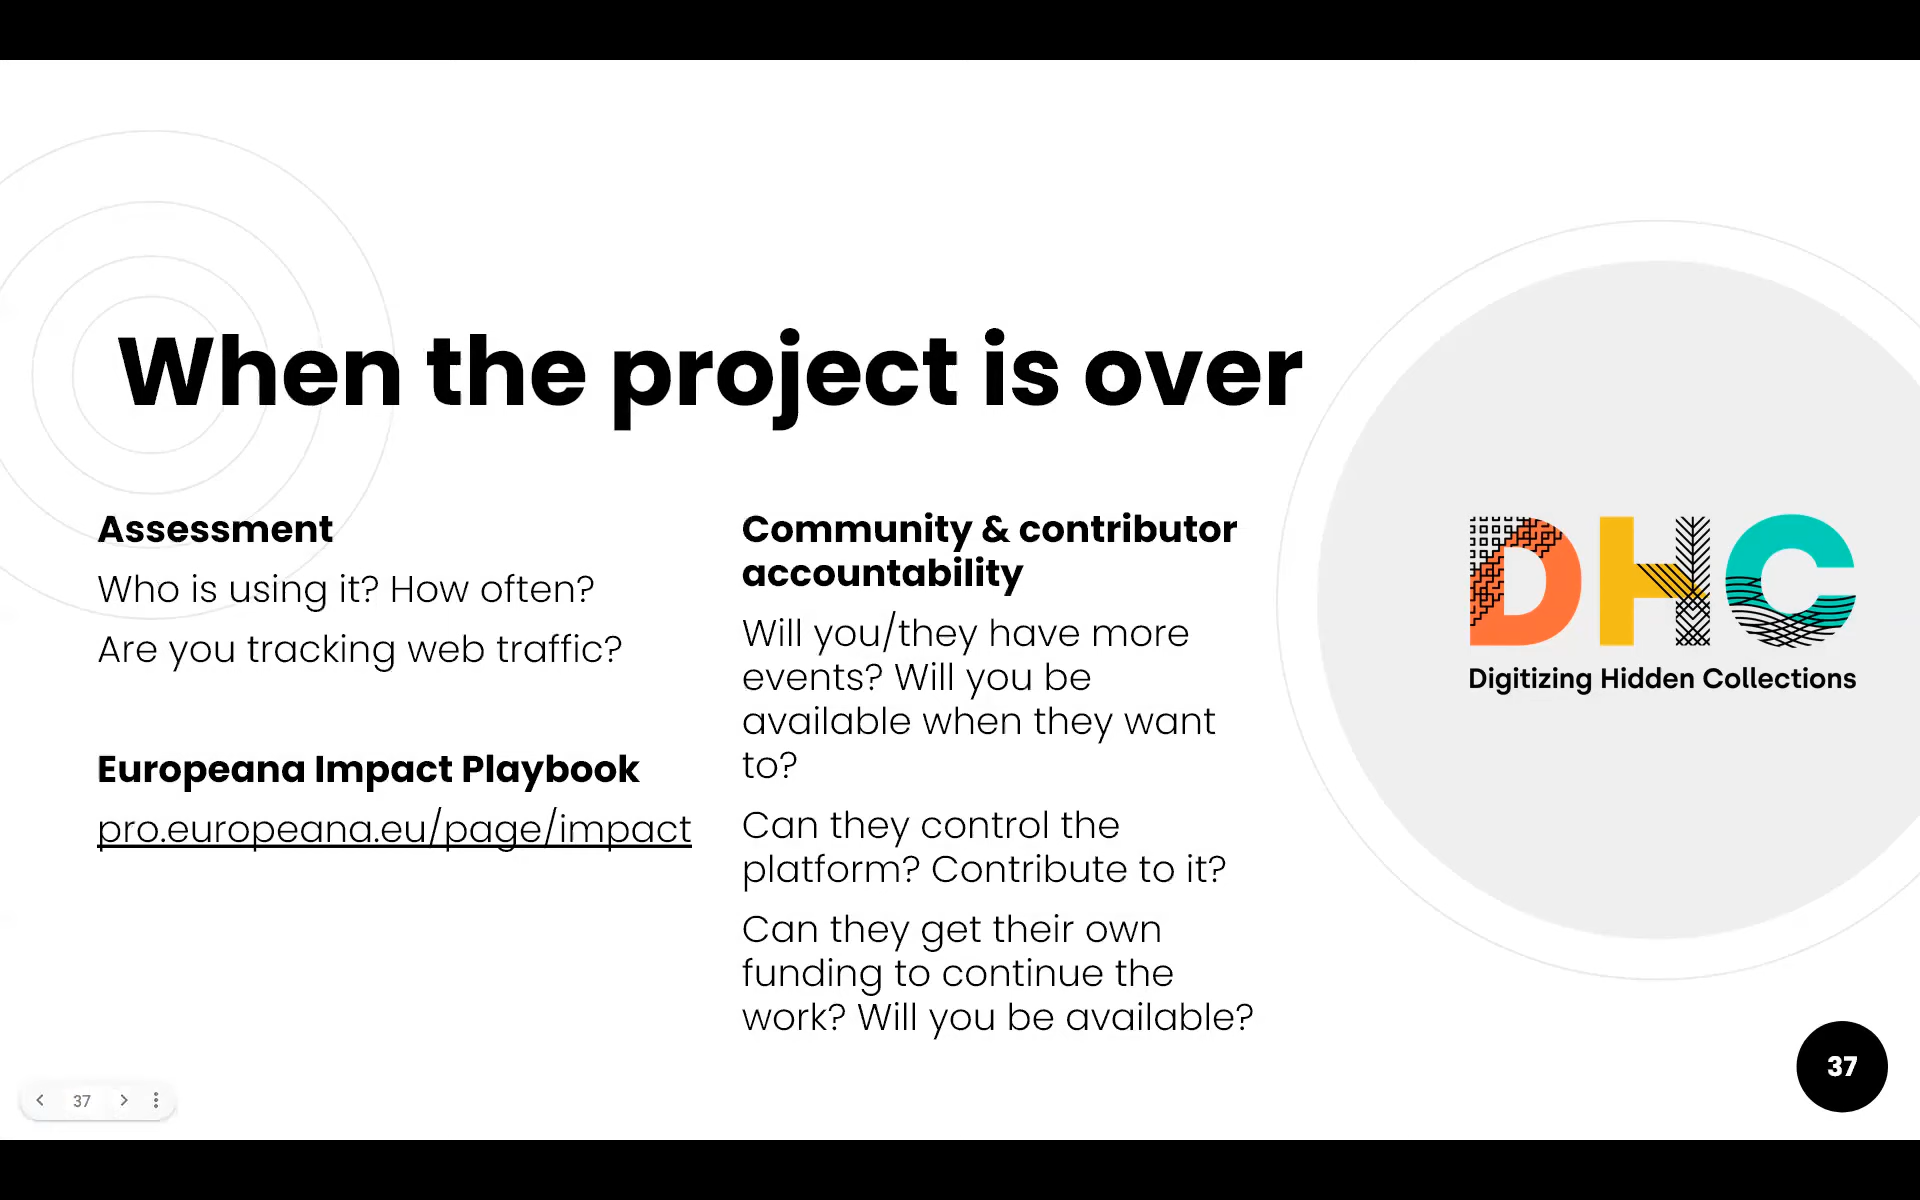 When the project is over
Assessment
Who is using it? How often?
Are you tracking web traffic?
Europeana Impact Playbook
pro.europeana.eu/page/impact
Community & contributor
accountability
Will you/they have more
events? Will you be
available when they want
to?
Can they control the
platform? Contribute to it?
Can they get their own
funding to continue the
work? Will you be available?
DHC
Digitizing Hidden Collections
37
37